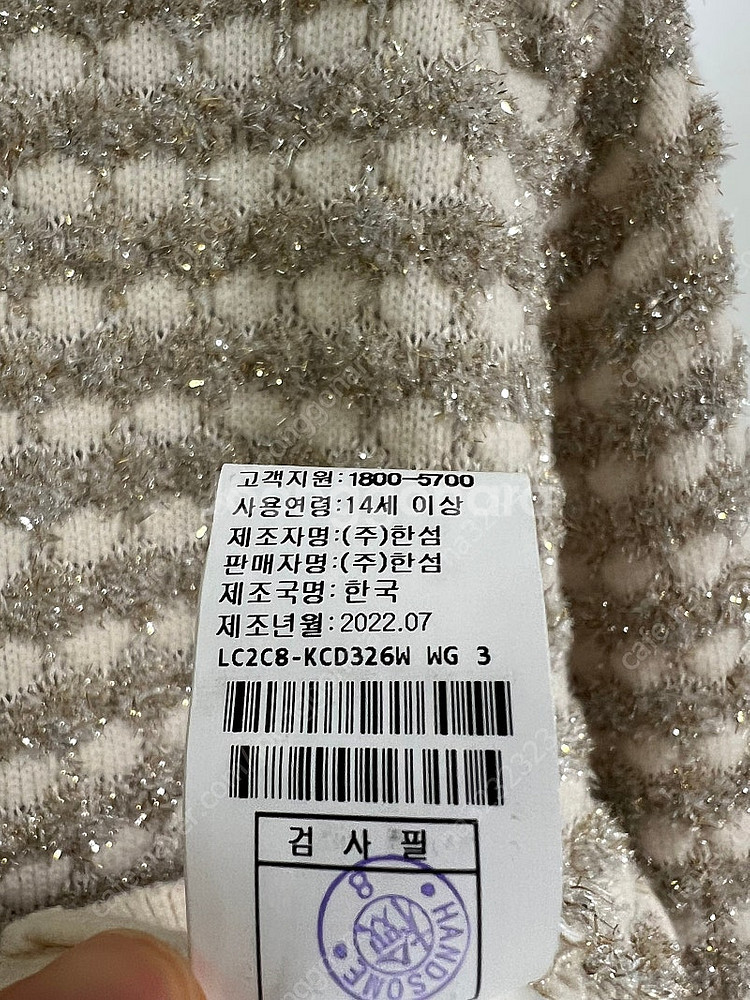 고객지원:1800-5700
사용연령:14세 이상
제조자명:(주)한섬
판매자명:(주)한섬
제조국명:한국
제조년월:2022.07
LC2C8-KCD326W WG 3
검 사 필
8
HANDSOME